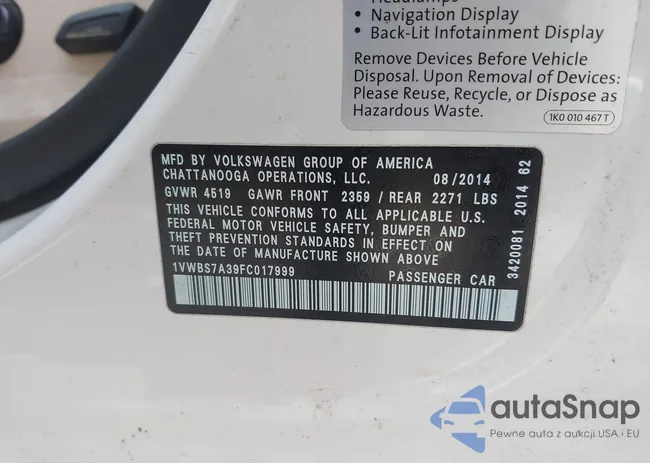 Headlamps
• Navigation Display
• Back-Lit Infotainment Display
Remove Devices Before Vehicle
Disposal. Upon Removal of Devices:
Please Reuse, Recycle, or Dispose as
Hazardous Waste.
1K0 010 467 T
MFD BY VOLKSWAGEN GROUP OF AMERICA
CHATTANOOGA OPERATIONS, LLC. 08/2014
GVWR 4519 GAWR FRONT 2359 / REAR 2271 LBS
THIS VEHICLE CONFORMS TO ALL APPLICABLE U.S.
FEDERAL MOTOR VEHICLE SAFETY, BUMPER AND
THEFT PREVENTION STANDARDS IN EFFECT ON
THE DATE OF MANUFACTURE SHOWN ABOVE
1VWBS7A39FC017999 PASSENGER CAR
3420081 2014 62
autaSnap
Pewne auta z aukcji USA i EU